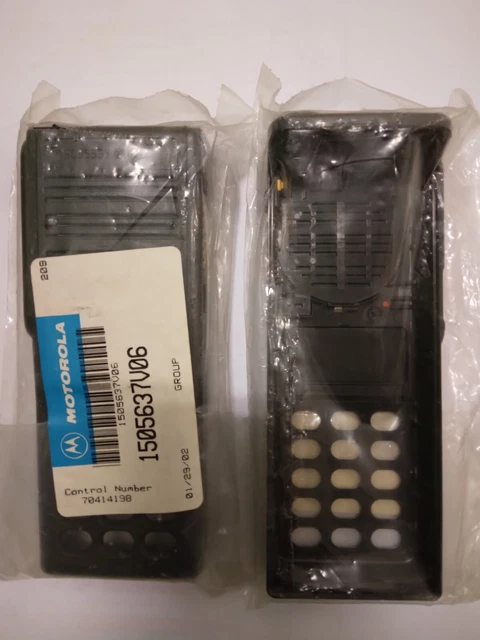 209
MOTOROLA
1505637V06
1505637V06
GROUP
Control Number
70414198
01/29/02